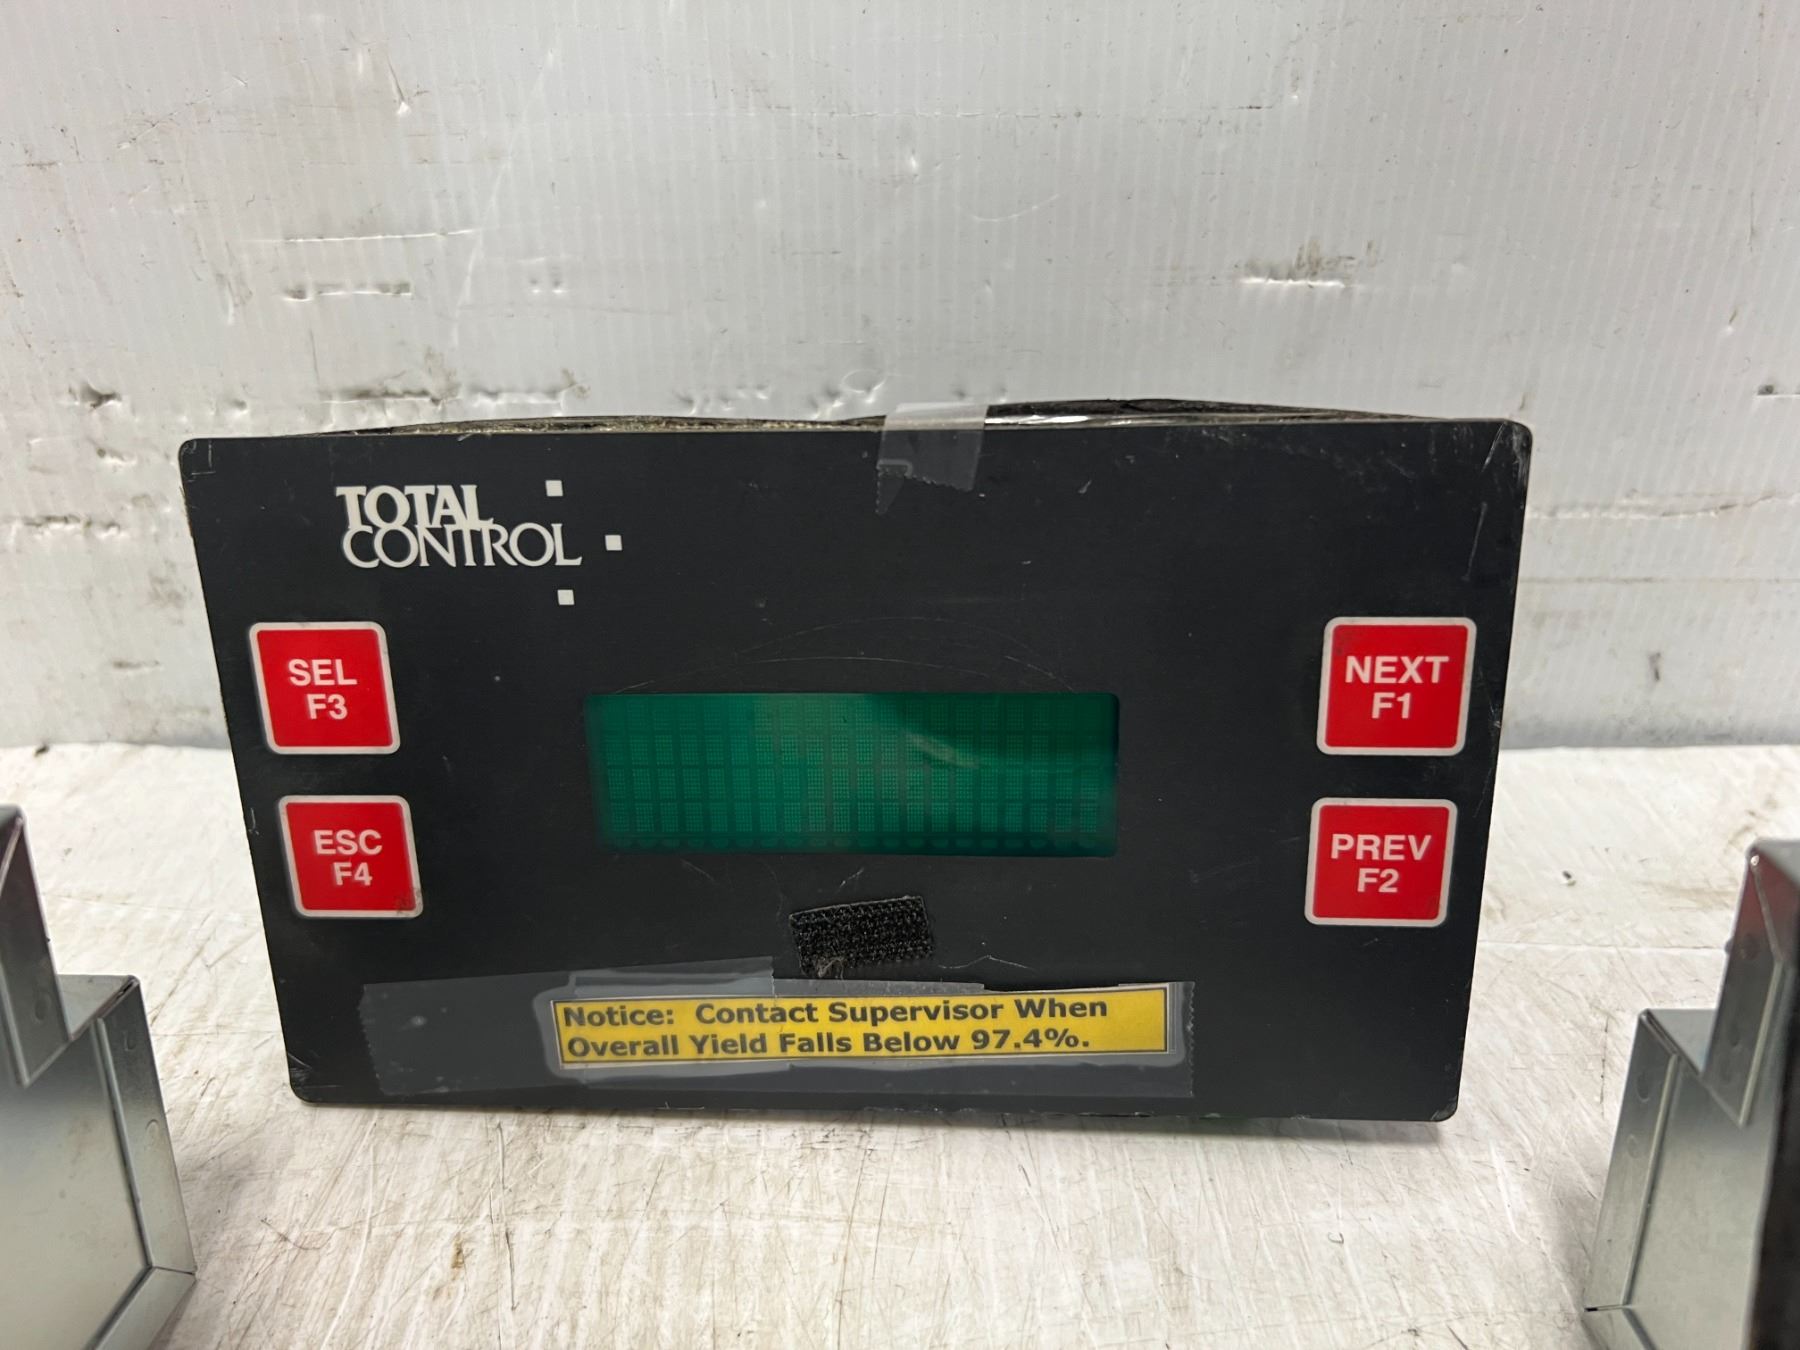 TOTAL
CONTROL
SEL
F3
NEXT
F1
ESC
F4
PREV
F2
Notice:  Contact Supervisor When
Overall Yield Falls Below 97.4%.